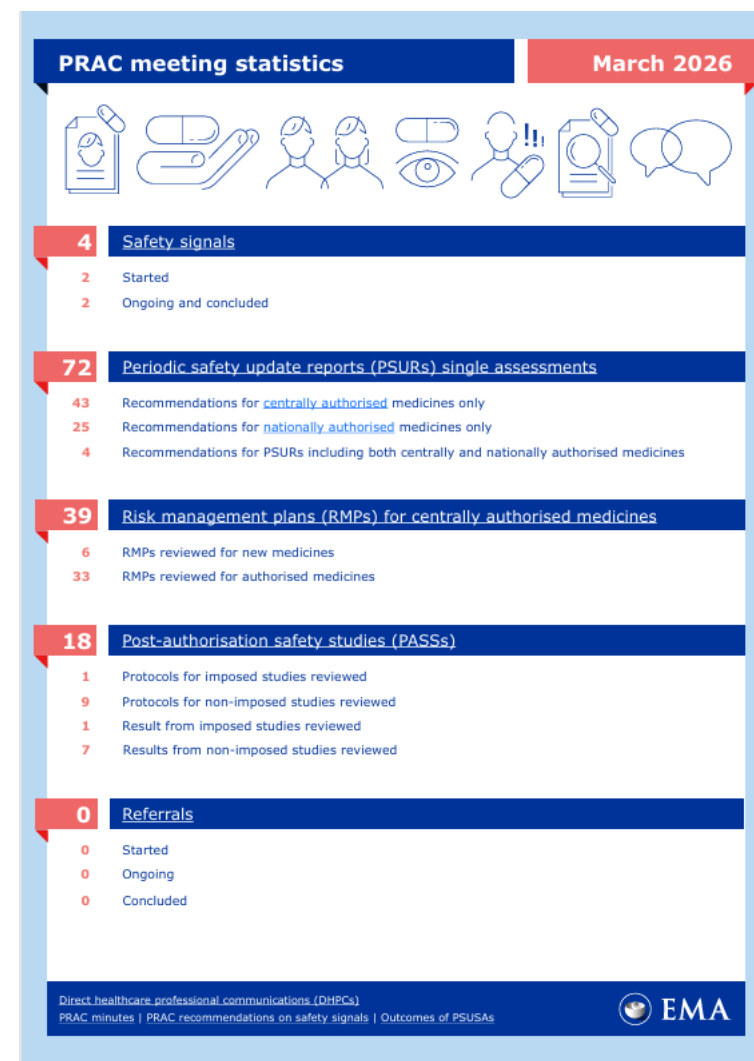 PRAC meeting statistics March 2026
!!!
4 Safety signals
2 Started
2 Ongoing and concluded
72 Periodic safety update reports (PSURs) single assessments
43 Recommendations for centrally authorised medicines only
25 Recommendations for nationally authorised medicines only
4 Recommendations for PSURs including both centrally and nationally authorised medicines
39 Risk management plans (RMPs) for centrally authorised medicines
6 RMPs reviewed for new medicines
33 RMPs reviewed for authorised medicines
18 Post-authorisation safety studies (PASSs)
1 Protocols for imposed studies reviewed
9 Protocols for non-imposed studies reviewed
1 Result from imposed studies reviewed
7 Results from non-imposed studies reviewed
0 Referrals
0 Started
0 Ongoing
0 Concluded
Direct healthcare professional communications (DHPCs)
PRAC minutes | PRAC recommendations on safety signals | Outcomes of PSUSAs
EMA